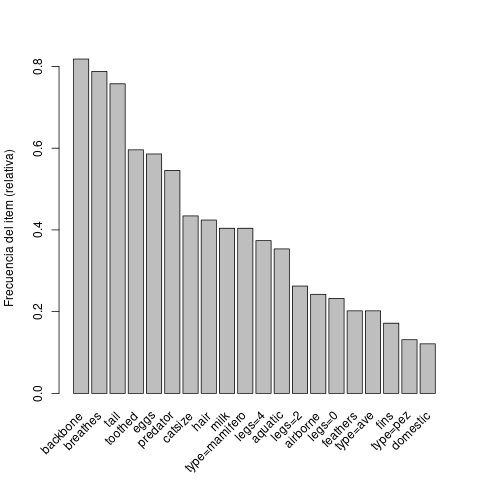 Frecuencia del item (relativa)
0.8
0.6
0.4
0.2
0.0
backbone
breathes
tail
toothed
eggs
predator
catsize
hair
milk
type=mamifero
legs=4
aquatic
legs=2
airborne
legs=0
feathers
type=ave
fins
type=pez
domestic